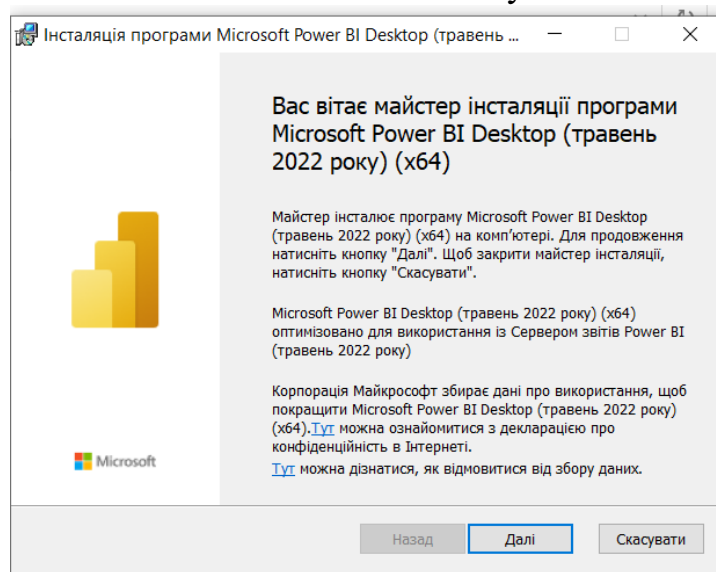 Інсталяція програми Microsoft Power BI Desktop (травень ...
Вас вітає майстер інсталяції програми
Microsoft Power BI Desktop (травень
2022 року) (x64)
Майстер інсталює програму Microsoft Power BI Desktop
(травень 2022 року) (x64) на комп'ютері. Для продовження
натисніть кнопку "Далі". Щоб закрити майстер інсталяції,
натисніть кнопку "Скасувати".
Microsoft Power BI Desktop (травень 2022 року) (x64)
оптимізовано для використання із Сервером звітів Power BI
(травень 2022 року)
Корпорація Майкрософт збирає дані про використання, щоб
покращити Microsoft Power BI Desktop (травень 2022 року)
(x64).Тут можна ознайомитися з декларацією про
конфіденційність в Інтернеті.
Тут можна дізнатися, як відмовитися від збору даних.
Microsoft
Назад Далі Скасувати